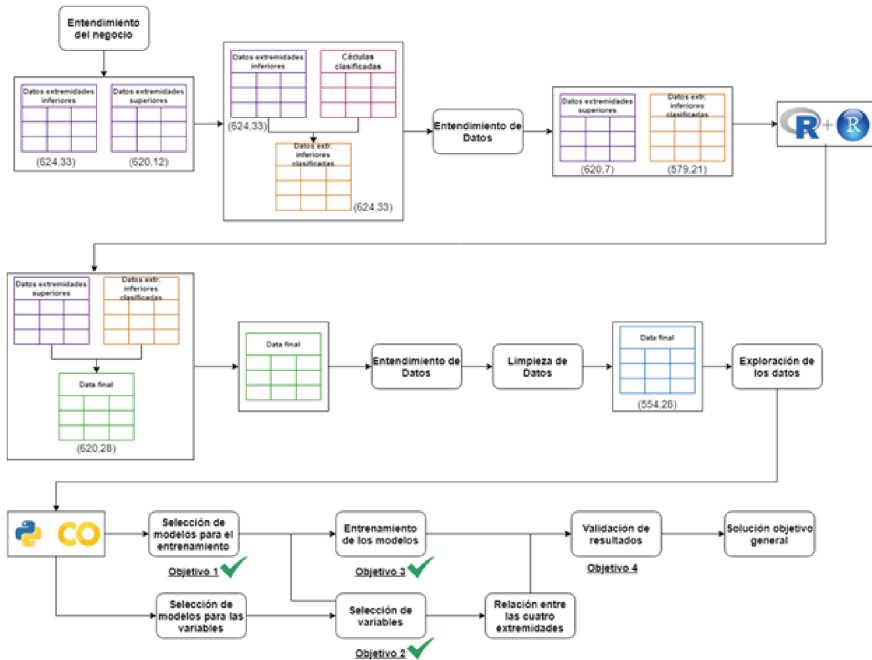 Entendimiento
del negocio
Datos extremidades
inferiores
Datos extremidades
superiores
(624,33)
(620,12)
Datos extremidades
inferiores
Cédulas
clasificadas
(624,33)
Datos extr.
inferiores
clasificadas
(624,33)
Entendimiento de
Datos
Datos extremidades
superiores
Datos extr.
inferiores
clasificadas
(620,7)
(579,21)
R + R
Datos extremidades
superiores
Datos extr.
inferiores
clasificadas
Data final
(620,28)
Data final
Entendimiento de
Datos
Limpieza de
Datos
Data final
(554,28)
Exploración de
los datos
CO
Selección de
modelos para el
entrenamiento
Objetivo 1
Entrenamiento
de los modelos
Objetivo 3
Validación de
resultados
Objetivo 4
Solución objetivo
general
Selección de
modelos para las
variables
Selección de
variables
Objetivo 2
Relación entre
las cuatro
extremidades